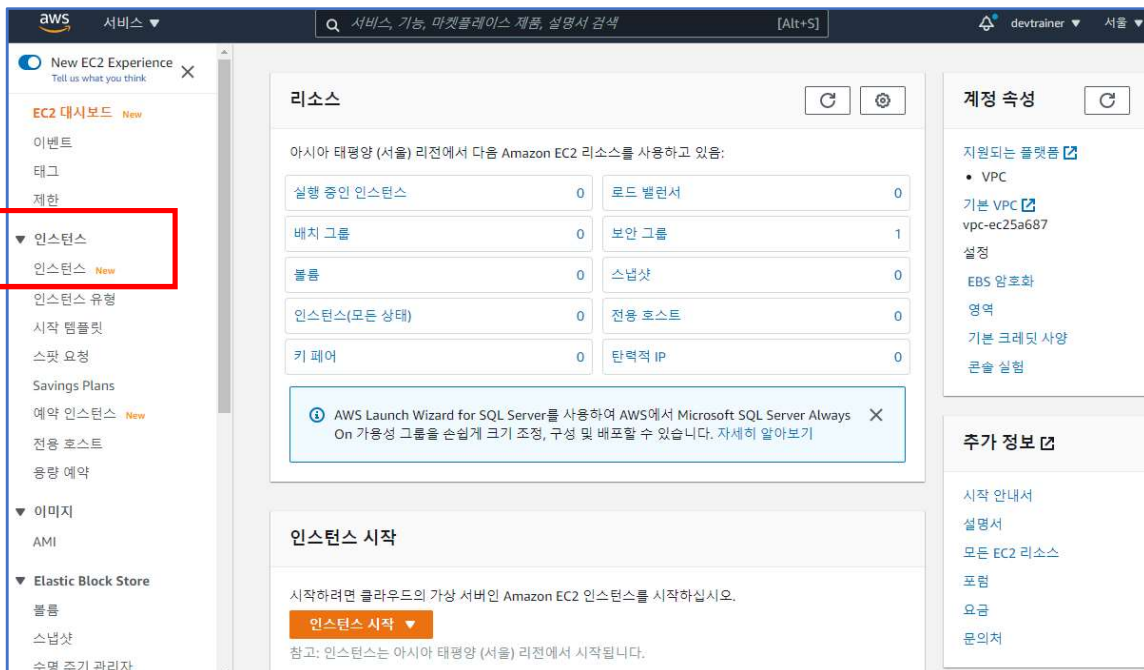 aws 서비스 ▼ 서비스, 기능, 마켓플레이스 제품, 설명서 검색 [Alt+S] devtrainer ▼ 서울 ▼
New EC2 Experience
Tell us what you think
EC2 대시보드 New
이벤트
태그
제한
▼ 인스턴스
인스턴스 New
인스턴스 유형
시작 템플릿
스팟 요청
Savings Plans
예약 인스턴스 New
전용 호스트
용량 예약
▼ 이미지
AMI
▼ Elastic Block Store
볼륨
스냅샷
수명 주기 관리자
리소스
아시아 태평양 (서울) 리전에서 다음 Amazon EC2 리소스를 사용하고 있음:
실행 중인 인스턴스 0 로드 밸런서 0
배치 그룹 0 보안 그룹 1
볼륨 0 스냅샷 0
인스턴스(모든 상태) 0 전용 호스트 0
키 페어 0 탄력적 IP 0
AWS Launch Wizard for SQL Server를 사용하여 AWS에서 Microsoft SQL Server Always
On 가용성 그룹을 손쉽게 크기 조정, 구성 및 배포할 수 있습니다. 자세히 알아보기
인스턴스 시작
시작하려면 클라우드의 가상 서버인 Amazon EC2 인스턴스를 시작하십시오.
인스턴스 시작 ▼
참고: 인스턴스는 아시아 태평양 (서울) 리전에서 시작됩니다.
계정 속성
지원되는 플랫폼
• VPC
기본 VPC
vpc-ec25a687
설정
EBS 암호화
영역
기본 크레딧 사양
콘솔 실험
추가 정보
시작 안내서
설명서
모든 EC2 리소스
포럼
요금
문의처